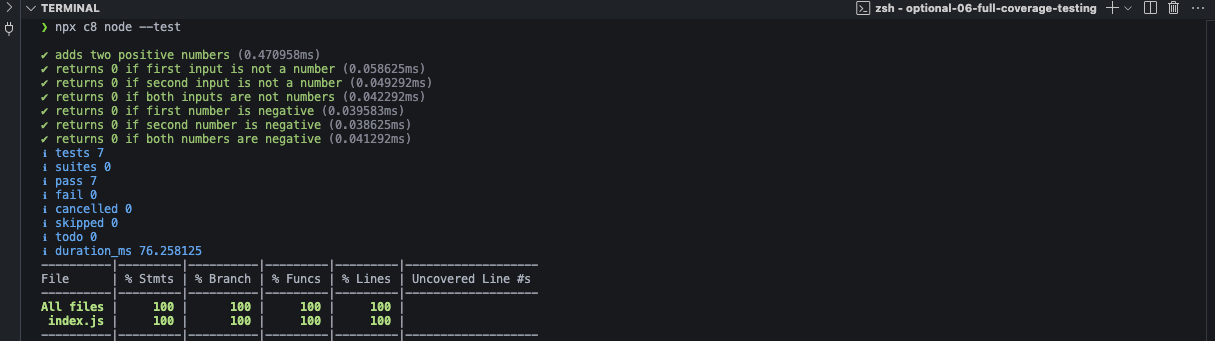 TERMINAL
zsh - optional-06-full-coverage-testing
❯ npx c8 node --test
✔ adds two positive numbers (0.470958ms)
✔ returns 0 if first input is not a number (0.058625ms)
✔ returns 0 if second input is not a number (0.049292ms)
✔ returns 0 if both inputs are not numbers (0.042292ms)
✔ returns 0 if first number is negative (0.039583ms)
✔ returns 0 if second number is negative (0.038625ms)
✔ returns 0 if both numbers are negative (0.041292ms)
ℹ tests 7
ℹ suites 0
ℹ pass 7
ℹ fail 0
ℹ cancelled 0
ℹ skipped 0
ℹ todo 0
ℹ duration_ms 76.258125
----------|---------|----------|---------|---------|-------------------
File      | % Stmts | % Branch | % Funcs | % Lines | Uncovered Line #s
----------|---------|----------|---------|---------|-------------------
All files |     100 |      100 |     100 |     100 |
 index.js |     100 |      100 |     100 |     100 |
----------|---------|----------|---------|---------|-------------------